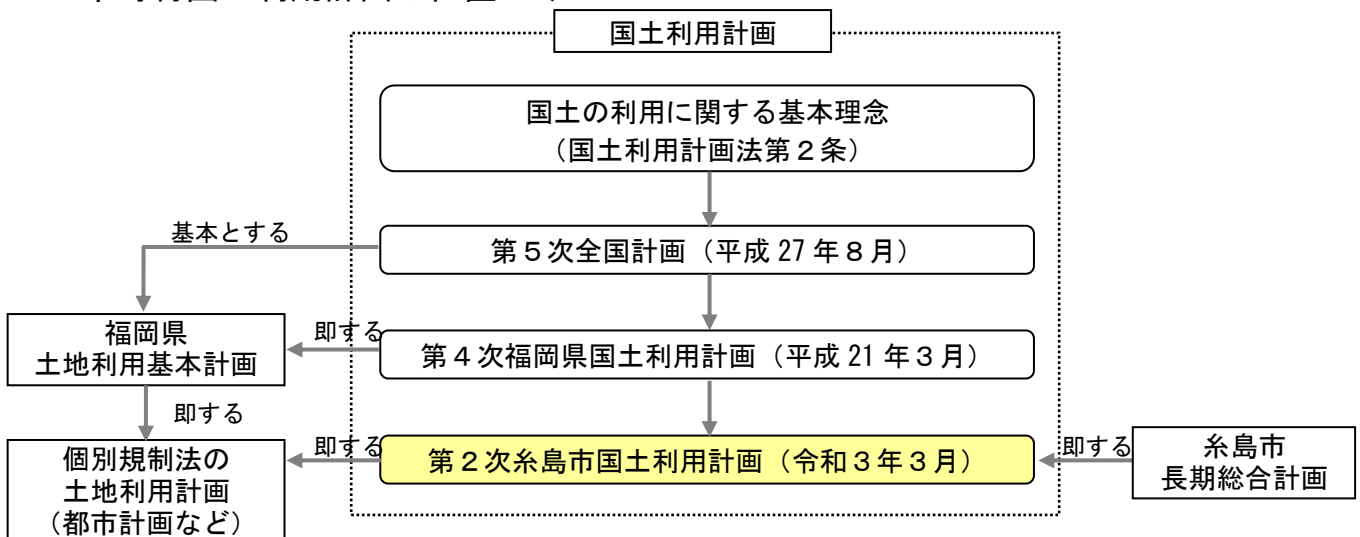 国土利用計画
国土の利用に関する基本理念
（国土利用計画法第２条）
基本とする
第５次全国計画（平成 27 年８月）
福岡県
土地利用基本計画
即する
第４次福岡県国土利用計画（平成 21 年３月）
即する
個別規制法の
土地利用計画
（都市計画など）
即する
第２次糸島市国土利用計画（令和３年３月）
即する
糸島市
長期総合計画